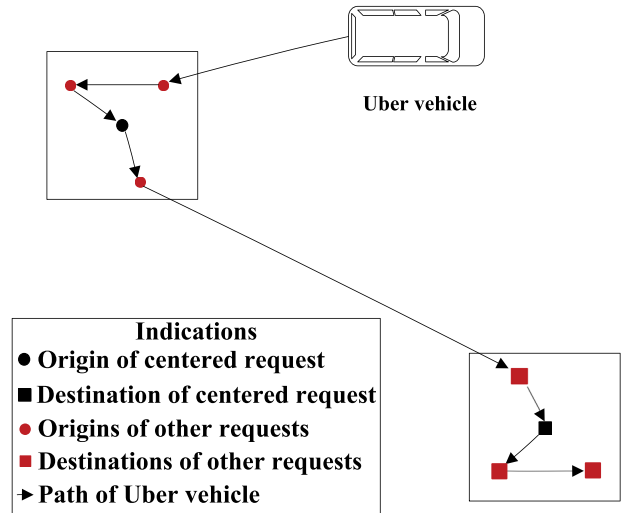 Uber vehicle
Indications
Origin of centered request
Destination of centered request
Origins of other requests
Destinations of other requests
Path of Uber vehicle